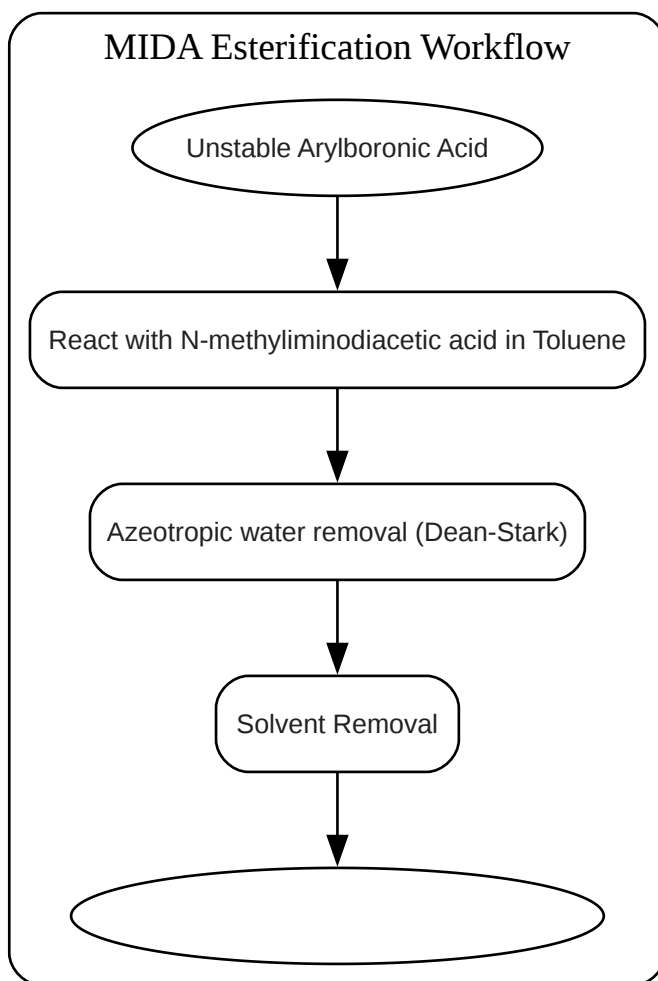 MIDA Esterification Workflow
Unstable Arylboronic Acid
React with N-methyliminodiacetic acid in Toluene
Azeotropic water removal (Dean-Stark)
Solvent Removal